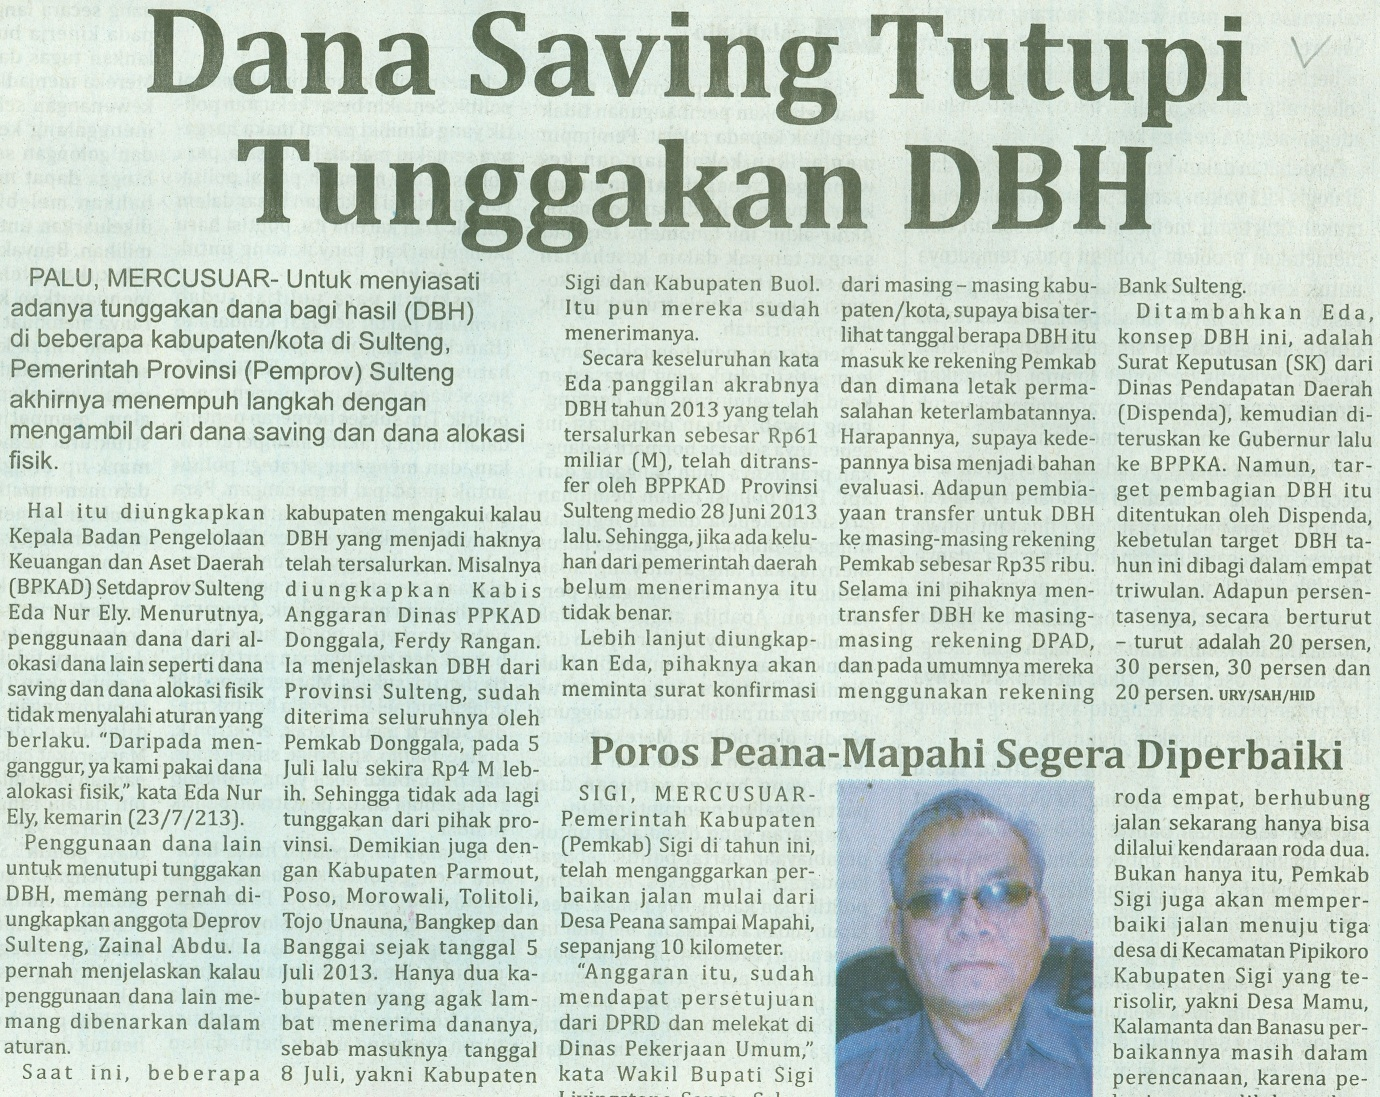 Dana Saving Tutupi
Tunggakan DBH
PALU, MERCUSUAR- Untuk menyiasati
adanya tunggakan dana bagi hasil (DBH)
di beberapa kabupaten/kota di Sulteng,
Pemerintah Provinsi (Pemprov) Sulteng
akhirnya menempuh langkah dengan
mengambil dari dana saving dan dana alokasi
fisik.
Hal itu diungkapkan
Kepala Badan Pengelolaan
Keuangan dan Aset Daerah
(BPKAD) Setdaprov Sulteng
Eda Nur Ely. Menurutnya,
penggunaan dana dari al-
okasi dana lain seperti dana
saving dan dana alokasi fisik
tidak menyalahi aturan yang
berlaku. “Daripada men-
ganggur, ya kami pakai dana
alokasi fisik,” kata Eda Nur
Ely, kemarin (23/7/213).
Penggunaan dana lain
untuk menutupi tunggakan
DBH, memang pernah di-
ungkapkan anggota Deprov
Sulteng, Zainal Abdu. Ia
pernah menjelaskan kalau
penggunaan dana lain me-
mang dibenarkan dalam
aturan.
Saat ini, beberapa
kabupaten mengakui kalau
DBH yang menjadi haknya
telah tersalurkan. Misalnya
diungkapkan Kabis
Anggaran Dinas PPKAD
Donggala, Ferdy Rangan.
Ia menjelaskan DBH dari
Provinsi Sulteng, sudah
diterima seluruhnya oleh
Pemkab Donggala, pada 5
Juli lalu sekira Rp4 M leb-
ih. Sehingga tidak ada lagi
tunggakan dari pihak pro-
vinsi. Demikian juga den-
gan Kabupaten Parmout,
Poso, Morowali, Tolitoli,
Tojo Unauna, Bangkep dan
Banggai sejak tanggal 5
Juli 2013. Hanya dua ka-
bupaten yang agak lam-
bat menerima dananya,
sebab masuknya tanggal
8 Juli, yakni Kabupaten
Sigi dan Kabupaten Buol.
Itu pun mereka sudah
menerimanya.
Secara keseluruhan kata
Eda panggilan akrabnya
DBH tahun 2013 yang telah
tersalurkan sebesar Rp61
miliar (M), telah ditrans-
fer oleh BPPKAD Provinsi
Sulteng medio 28 Juni 2013
lalu. Sehingga, jika ada kelu-
han dari pemerintah daerah
belum menerimanya itu
tidak benar.
Lebih lanjut diungkap-
kan Eda, pihaknya akan
meminta surat konfirmasi
dari masing – masing kabu-
paten/kota, supaya bisa ter-
lihat tanggal berapa DBH itu
masuk ke rekening Pemkab
dan dimana letak perma-
salahan keterlambatannya.
Harapannya, supaya kede-
pannya bisa menjadi bahan
evaluasi. Adapun pembia-
yaan transfer untuk DBH
ke masing-masing rekening
Pemkab sebesar Rp35 ribu.
Selama ini pihaknya men-
transfer DBH ke masing-
masing rekening DPAD,
dan pada umumnya mereka
menggunakan rekening
Bank Sulteng.
Ditambahkan Eda,
konsep DBH ini, adalah
Surat Keputusan (SK) dari
Dinas Pendapatan Daerah
(Dispenda), kemudian di-
teruskan ke Gubernur lalu
ke BPPKA. Namun, tar-
get pembagian DBH itu
ditentukan oleh Dispenda,
kebetulan target DBH ta-
hun ini dibagi dalam empat
triwulan. Adapun persen-
tasenya, secara berturut
– turut adalah 20 persen,
30 persen, 30 persen dan
20 persen. URY/SAH/HID
Poros Peana-Mapahi Segera Diperbaiki
SIGI, MERCUSUAR-
Pemerintah Kabupaten
(Pemkab) Sigi di tahun ini,
telah menganggarkan per-
baikan jalan mulai dari
Desa Peana sampai Mapahi,
sepanjang 10 kilometer.
“Anggaran itu, sudah
mendapat persetujuan
dari DPRD dan melekat di
Dinas Pekerjaan Umum,”
kata Wakil Bupati Sigi
roda empat, berhubung
jalan sekarang hanya bisa
dilalui kendaraan roda dua.
Bukan hanya itu, Pemkab
Sigi juga akan memper-
baiki jalan menuju tiga
desa di Kecamatan Pipikoro
Kabupaten Sigi yang te-
risolir, yakni Desa Mamu,
Kalamanta dan Banasu per-
baikannya masih dalam
perencanaan, karena pe-